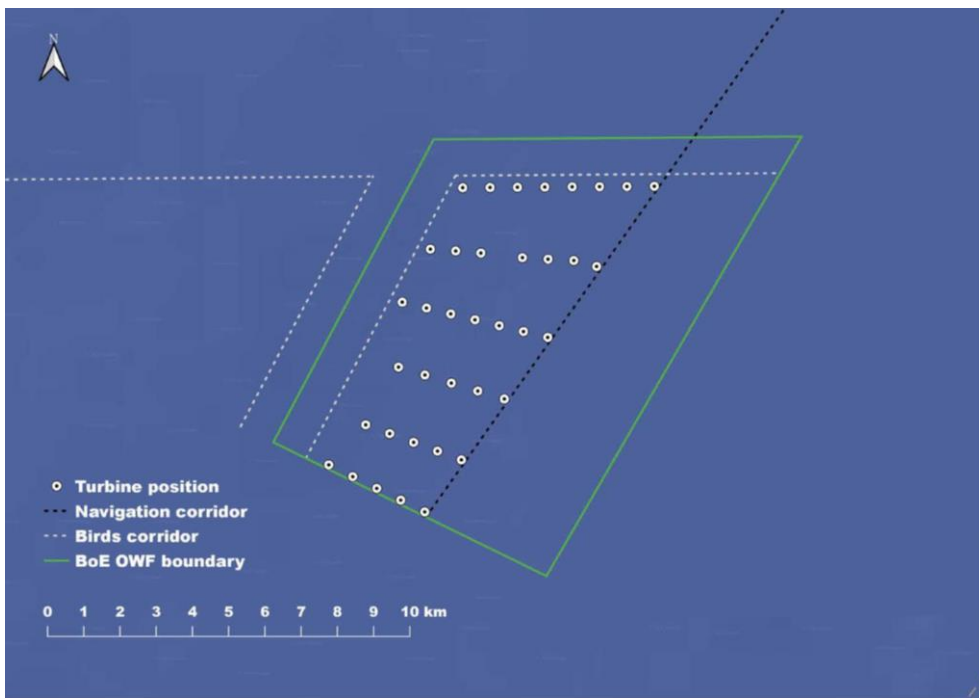 N
Turbine position
Navigation corridor
Birds corridor
BoE OWF boundary
0 1 2 3 4 5 6 7 8 9 10 km